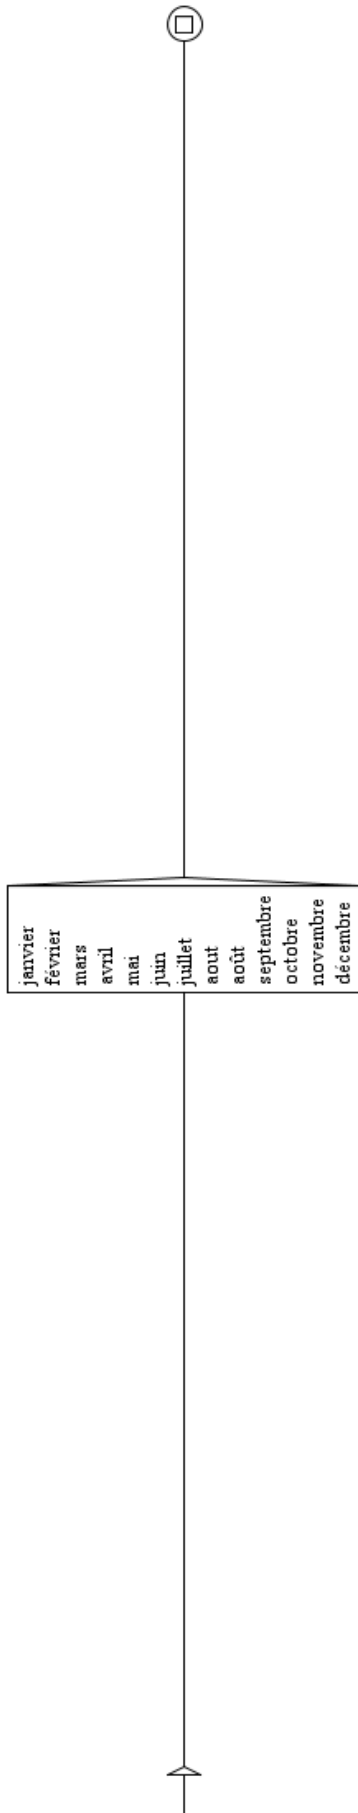 janvier
février
mars
avril
mai
juin
juillet
aout
août
septembre
octobre
novembre
décembre